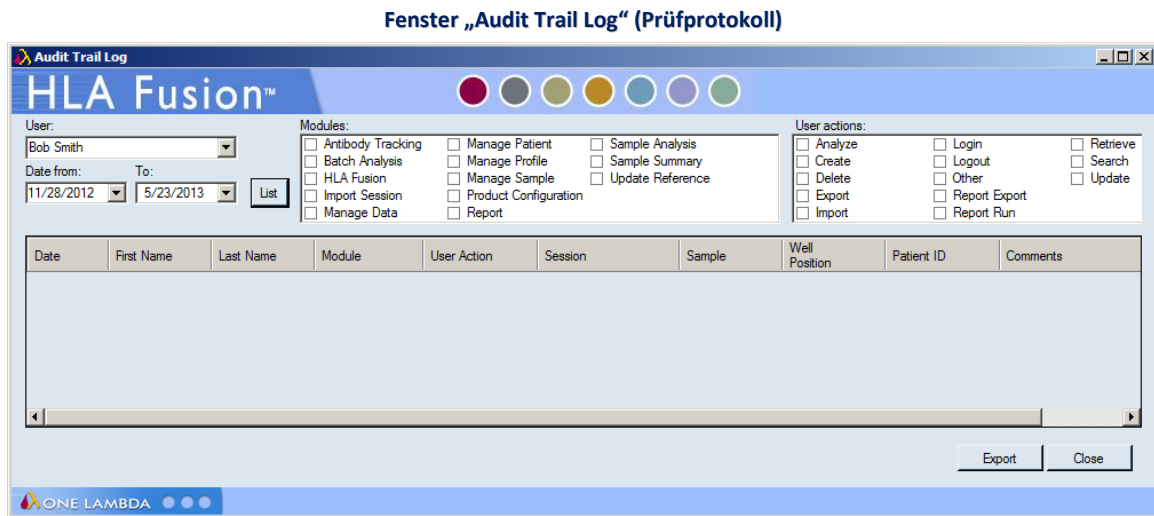 Fenster „Audit Trail Log“ (Prüfprotokoll)
Audit Trail Log
HLA Fusion™
User:
Bob Smith
Date from: To:
11/28/2012 5/23/2013 List
Modules:
Antibody Tracking Manage Patient Sample Analysis
Batch Analysis Manage Profile Sample Summary
HLA Fusion Manage Sample Update Reference
Import Session Product Configuration
Manage Data Report
User actions:
Analyze Login Retrieve
Create Logout Search
Delete Other Update
Export Report Export
Import Report Run
Date First Name Last Name Module User Action Session Sample Well Position Patient ID Comments
Export Close
ONE LAMBDA